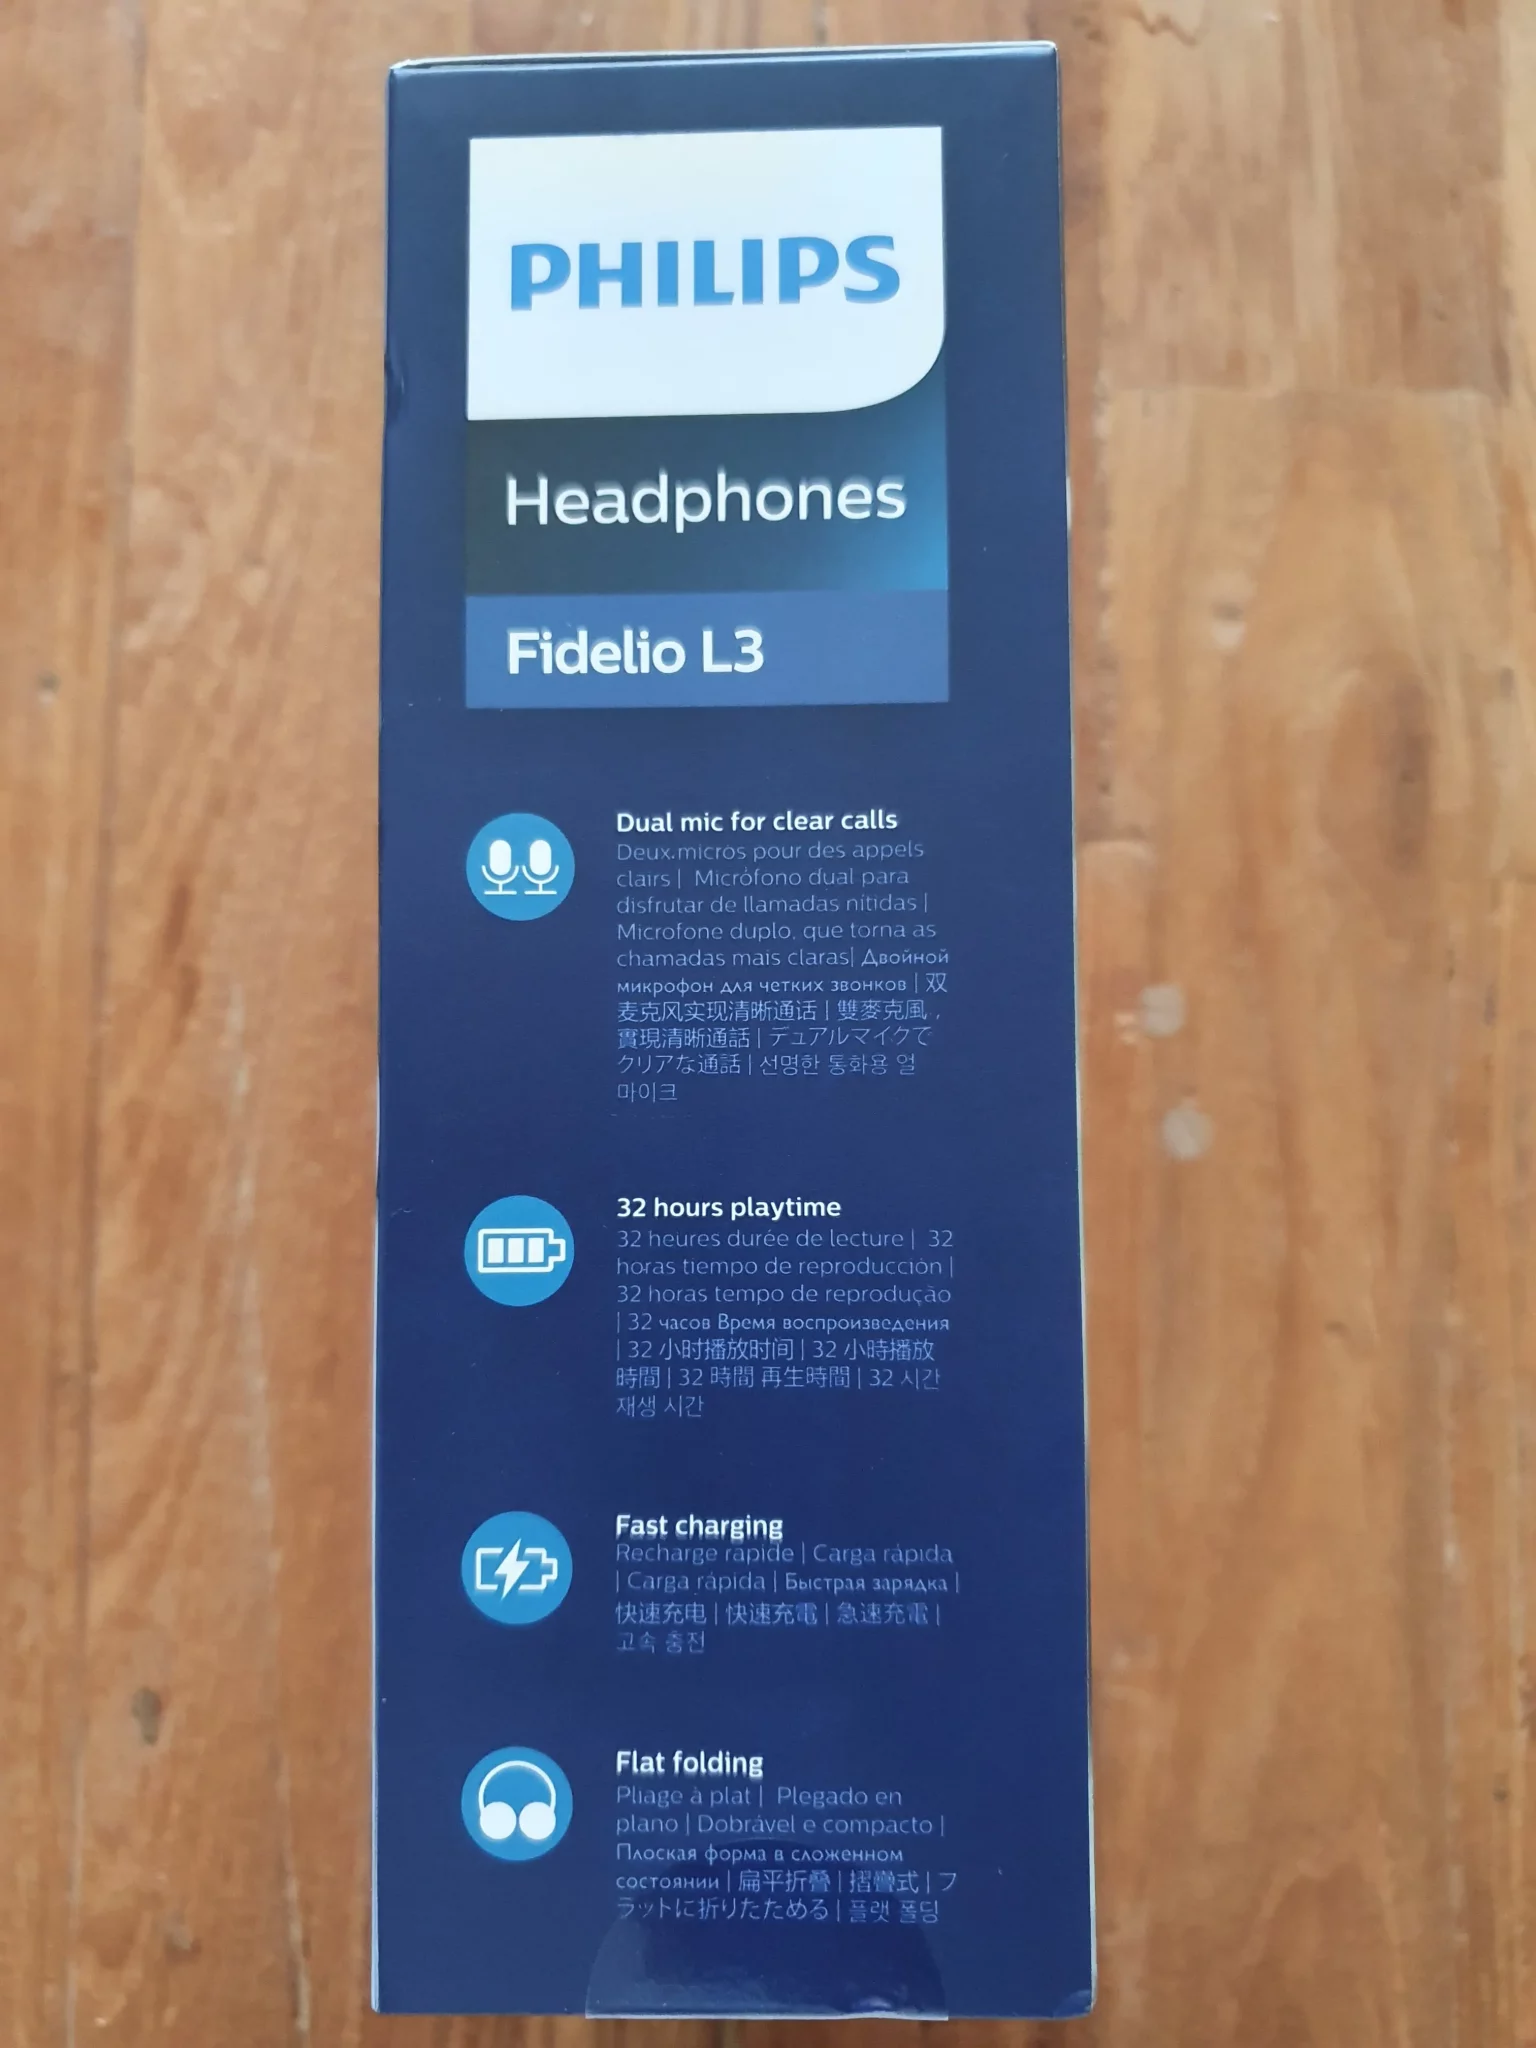 PHILIPS
Headphones
Fidelio L3
Dual mic for clear calls
Deux micros pour des appels
clairs | Micrófono dual para
disfrutar de llamadas nítidas |
Microfone duplo, que torna as
chamadas mais claras| Двойной
микрофон для четких звонков | 双
麦克风实现清晰通话 | 雙麥克風，
實現清晰通話 | デュアルマイクで
クリアな通話 | 선명한 통화용 얼
마이크
32 hours playtime
32 heures durée de lecture | 32
horas tiempo de reproducción |
32 horas tempo de reprodução
| 32 часов Время воспроизведения
| 32 小时播放时间 | 32 小時播放
時間 | 32 時間 再生時間 | 32 시간
재생 시간
Fast charging
Recharge rapide | Carga rápida
| Carga rápida | Быстрая зарядка |
快速充电 | 快速充電 | 急速充電 |
고속 충전
Flat folding
Pliage à plat | Plegado en
plano | Dobrável e compacto |
Плоская форма в сложенном
состоянии | 扁平折叠 | 摺疊式 | フ
ラットに折りたためる | 플랫 폴딩